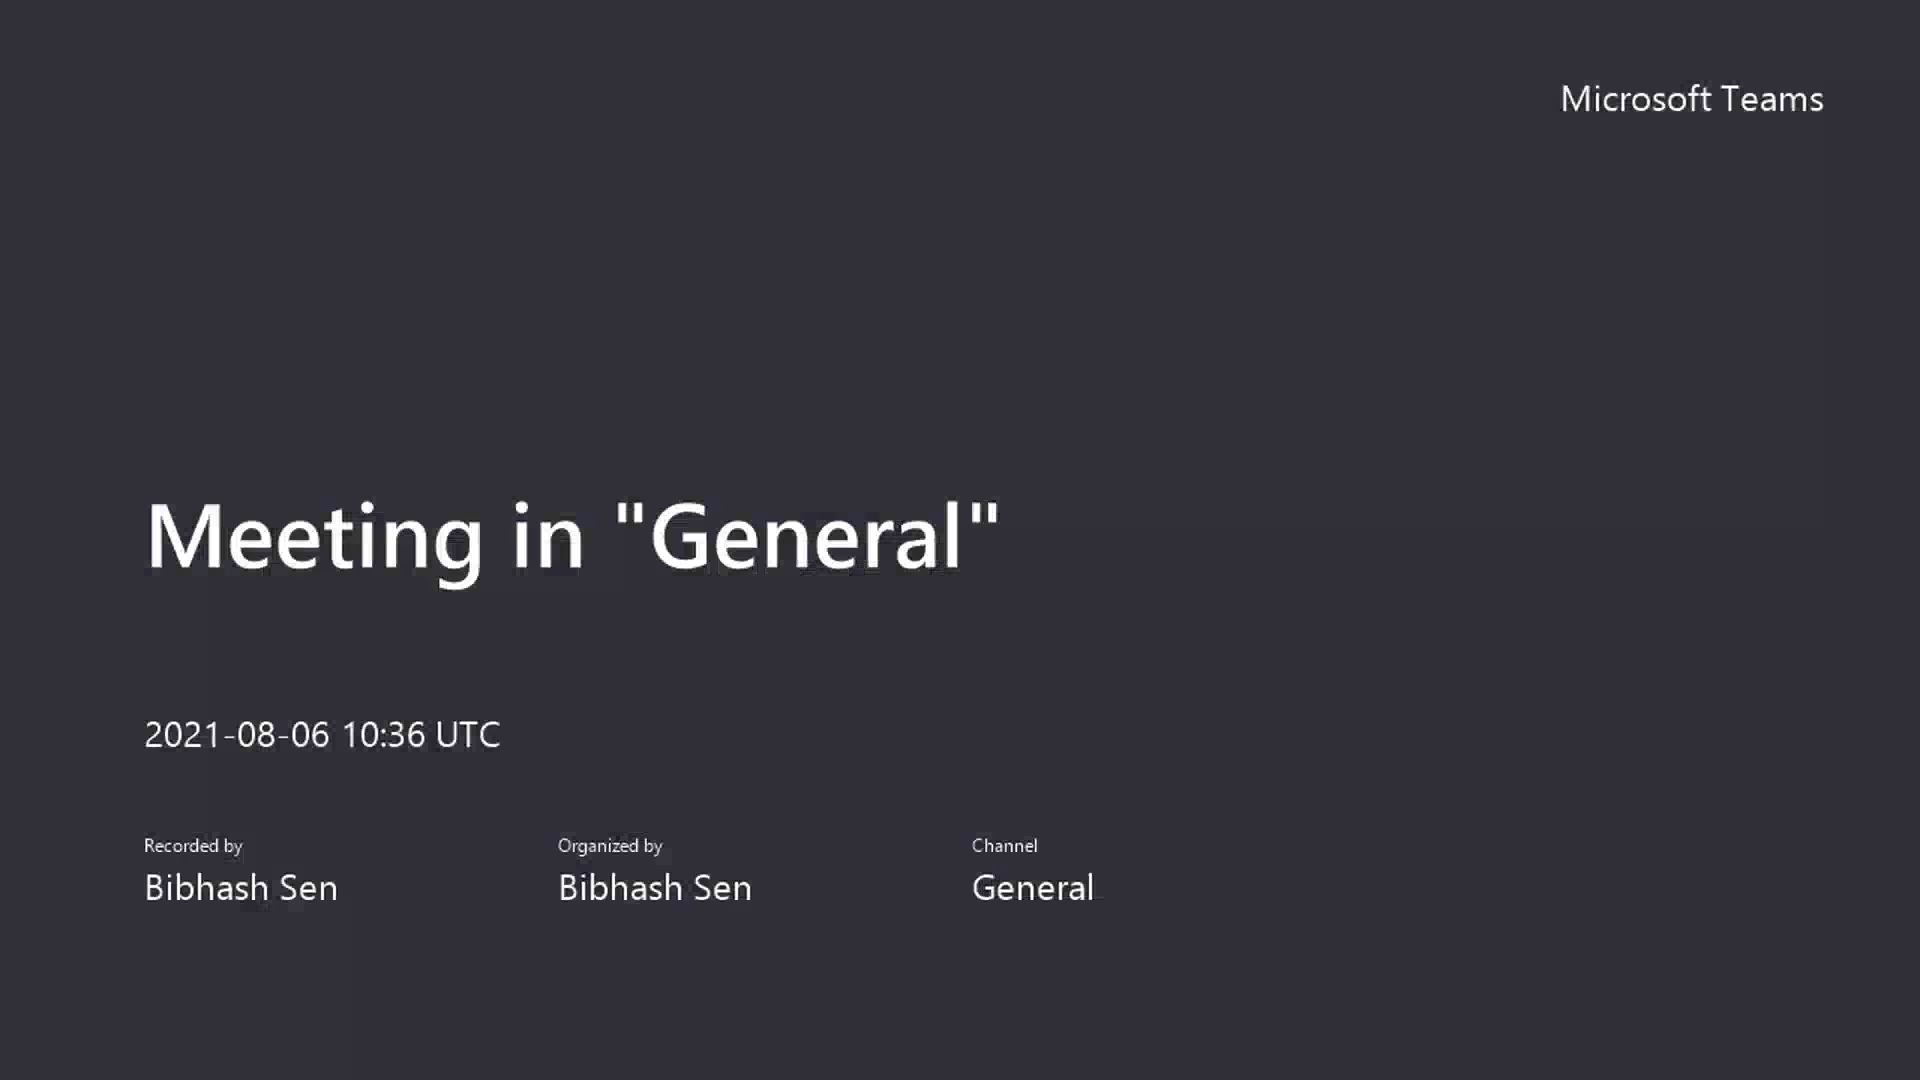 Microsoft Teams
Meeting in "General"
2021-08-06 10:36 UTC
Recorded by
Bibhash Sen
Organized by
Bibhash Sen
Channel
General